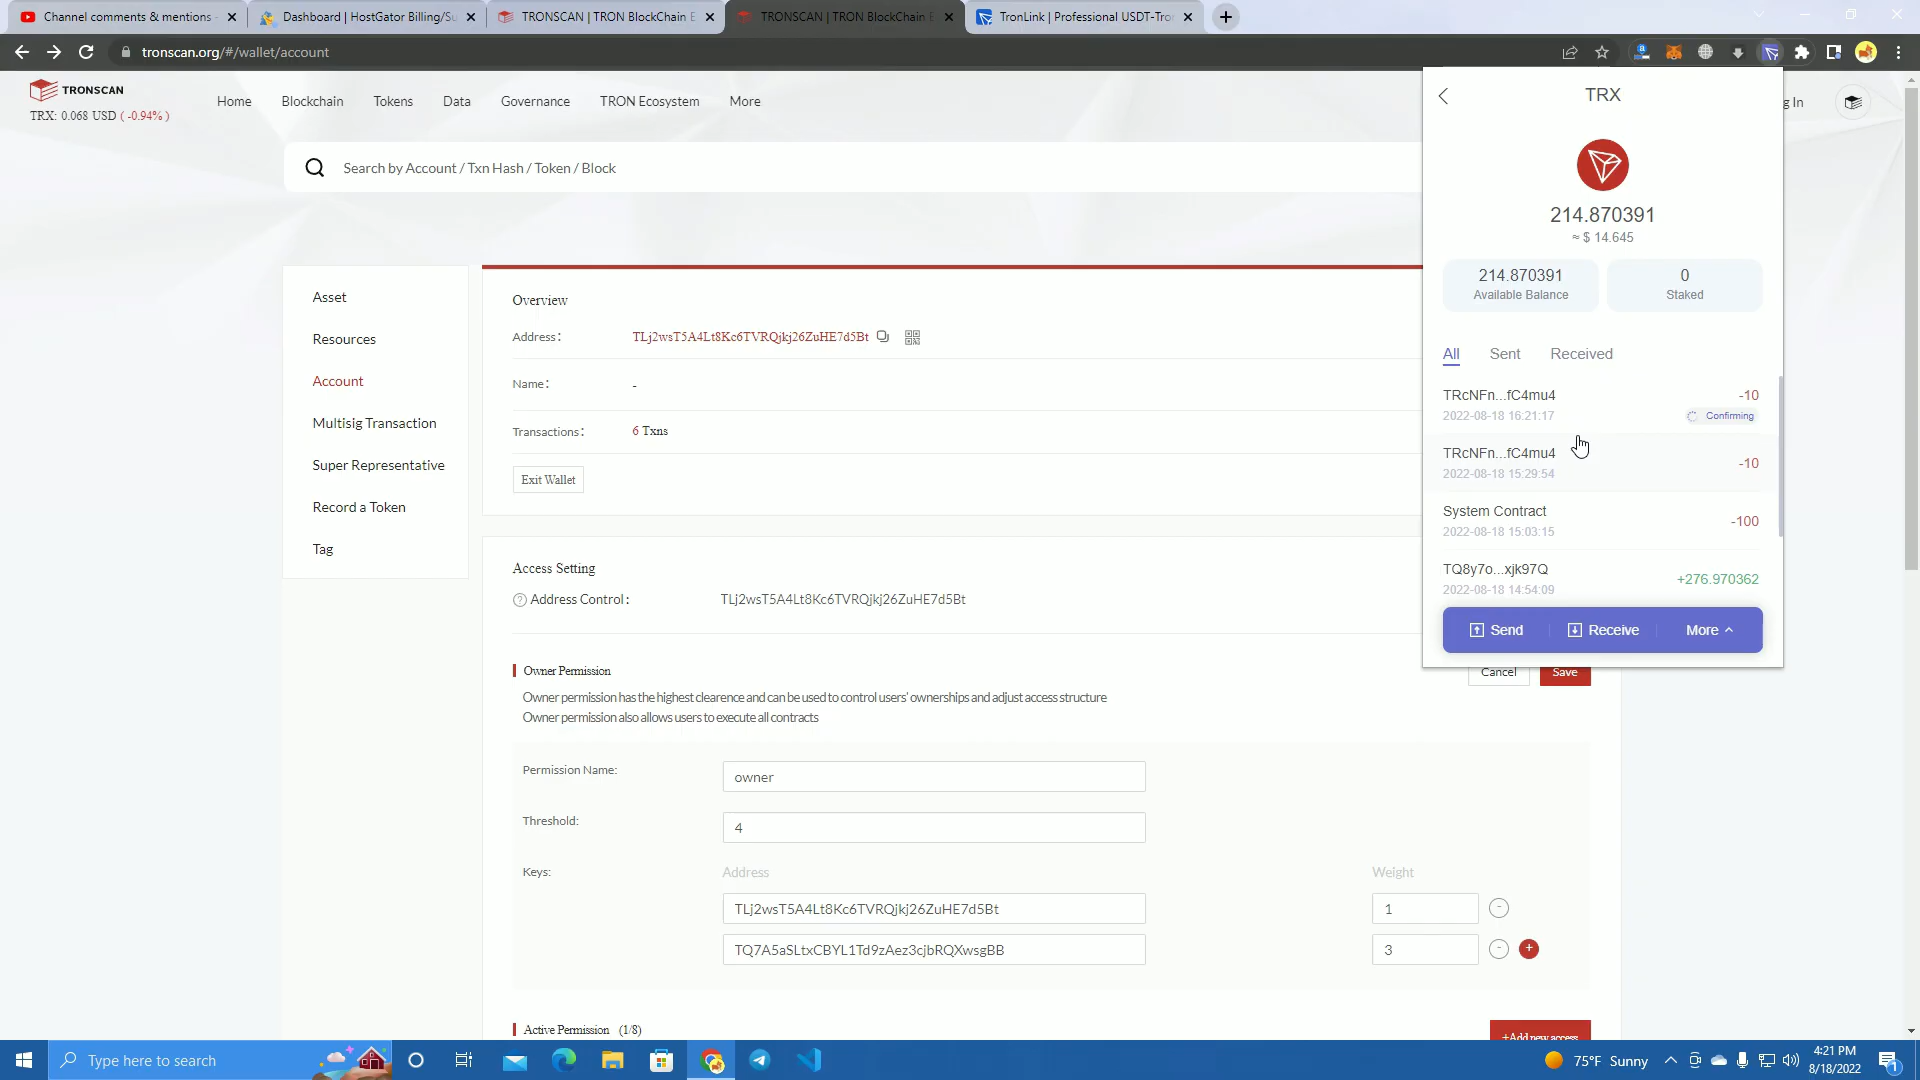 Channel comments & mentions -
Dashboard | HostGator Billing/Su
TRONSCAN | TRON BlockChain E
TRONSCAN | TRON BlockChain E
TronLink | Professional USDT-Tro
tronscan.org/#/wallet/account
TRONSCAN
TRX: 0.068 USD ( -0.94% )
Home
Blockchain
Tokens
Data
Governance
TRON Ecosystem
More
g In
Search by Account / Txn Hash / Token / Block
Asset
Resources
Account
Multisig Transaction
Super Representative
Record a Token
Tag
Overview
Address:
TLj2wsT5A4Lt8Kc6TVRQjkj26ZuHE7d5Bt
Name:
-
Transactions:
6 Txns
Exit Wallet
Access Setting
? Address Control:
TLj2wsT5A4Lt8Kc6TVRQjkj26ZuHE7d5Bt
Owner Permission
Cancel
Save
Owner permission has the highest clearence and can be used to control users' ownerships and adjust access structure
Owner permission also allows users to execute all contracts
Permission Name:
owner
Threshold:
4
Keys:
Address
Weight
TLj2wsT5A4Lt8Kc6TVRQjkj26ZuHE7d5Bt
1
-
TQ7A5aSLtxCBYL1Td9zAez3cjbRQXwsgBB
3
-
+
Active Permission (1/8)
+Add new access
TRX
214.870391
≈ $ 14.645
214.870391
Available Balance
0
Staked
All
Sent
Received
TRcNFn...fC4mu4
-10
2022-08-18 16:21:17
Confirming
TRcNFn...fC4mu4
-10
2022-08-18 15:29:54
System Contract
-100
2022-08-18 15:03:15
TQ8y7o...xjk97Q
+276.970362
2022-08-18 14:54:09
Send
Receive
More
Type here to search
75°F Sunny
4:21 PM
8/18/2022
1